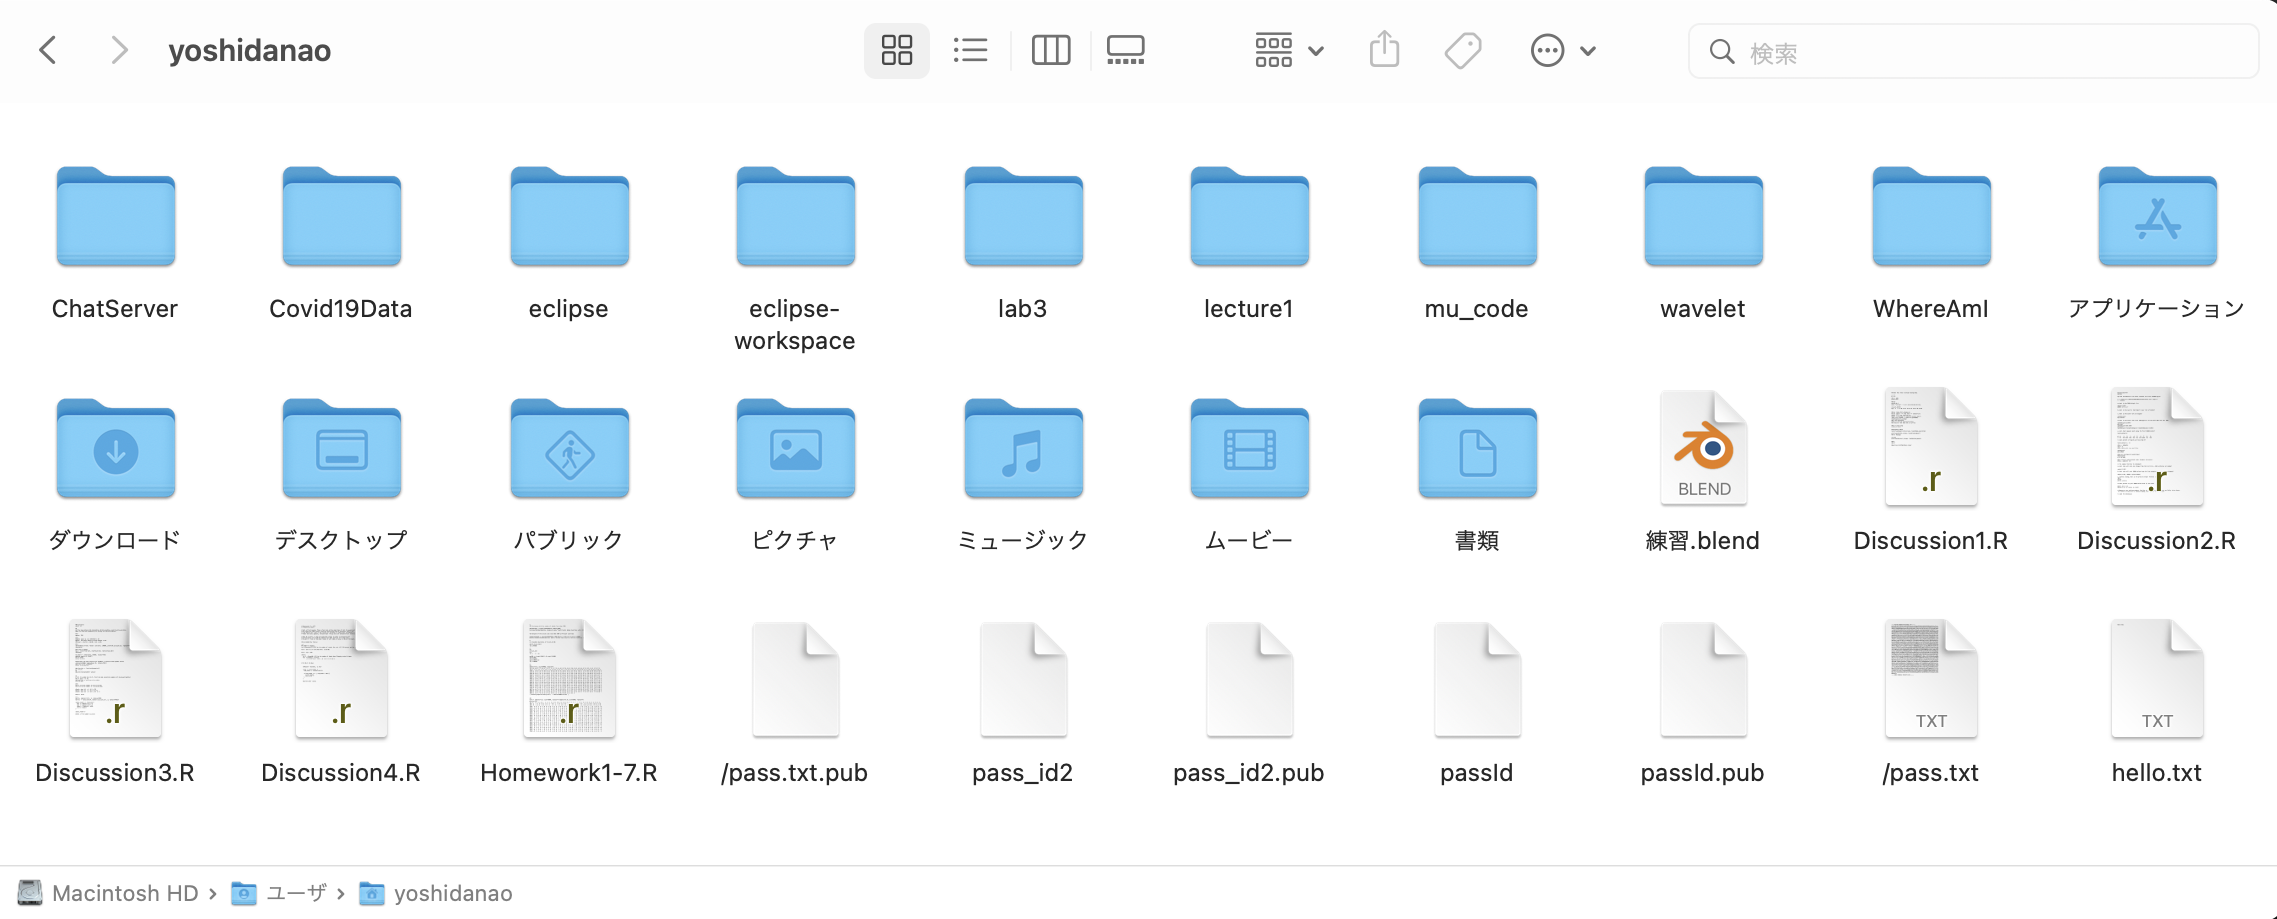 yoshidanao
検索
ChatServer
Covid19Data
eclipse
eclipse-
workspace
lab3
lecture1
mu_code
wavelet
WhereAmI
アプリケーション
ダウンロード
デスクトップ
パブリック
ピクチャ
ミュージック
ムービー
書類
BLEND
練習.blend
.r
Discussion1.R
.r
Discussion2.R
.r
Discussion3.R
.r
Discussion4.R
.r
Homework1-7.R
/pass.txt.pub
pass_id2
pass_id2.pub
passId
passId.pub
TXT
/pass.txt
TXT
hello.txt
Macintosh HD › ユーザ › yoshidanao